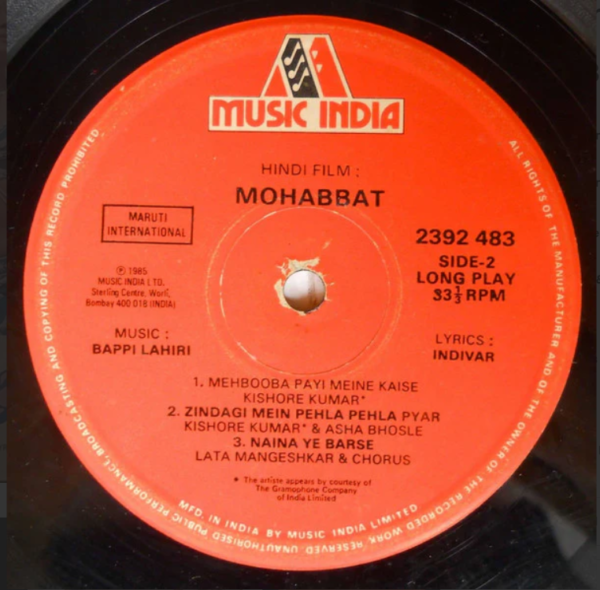 MUSIC INDIA
HINDI FILM :
MOHABBAT
MARUTI
INTERNATIONAL
℗ 1985
MUSIC INDIA LTD.
Sterling Centre, Worli,
Bombay 400 018 (INDIA)
2392 483
SIDE-2
LONG PLAY
33⅓ RPM
MUSIC :
BAPPI LAHIRI
LYRICS :
INDIVAR
1. MEHBOOBA PAYI MEINE KAISE
KISHORE KUMAR*
2. ZINDAGI MEIN PEHLA PEHLA PYAR
KISHORE KUMAR* & ASHA BHOSLE
3. NAINA YE BARSE
LATA MANGESHKAR & CHORUS
* The artiste appears by courtesy of
The Gramophone Company
of India Limited
MFD. IN INDIA BY MUSIC INDIA LIMITED
ALL RIGHTS OF THE MANUFACTURER AND OF THE OWNER OF THE RECORDED WORK RESERVED. UNAUTHORISED PUBLIC PERFORMANCE BROADCASTING AND COPYING OF THIS RECORD PROHIBITED